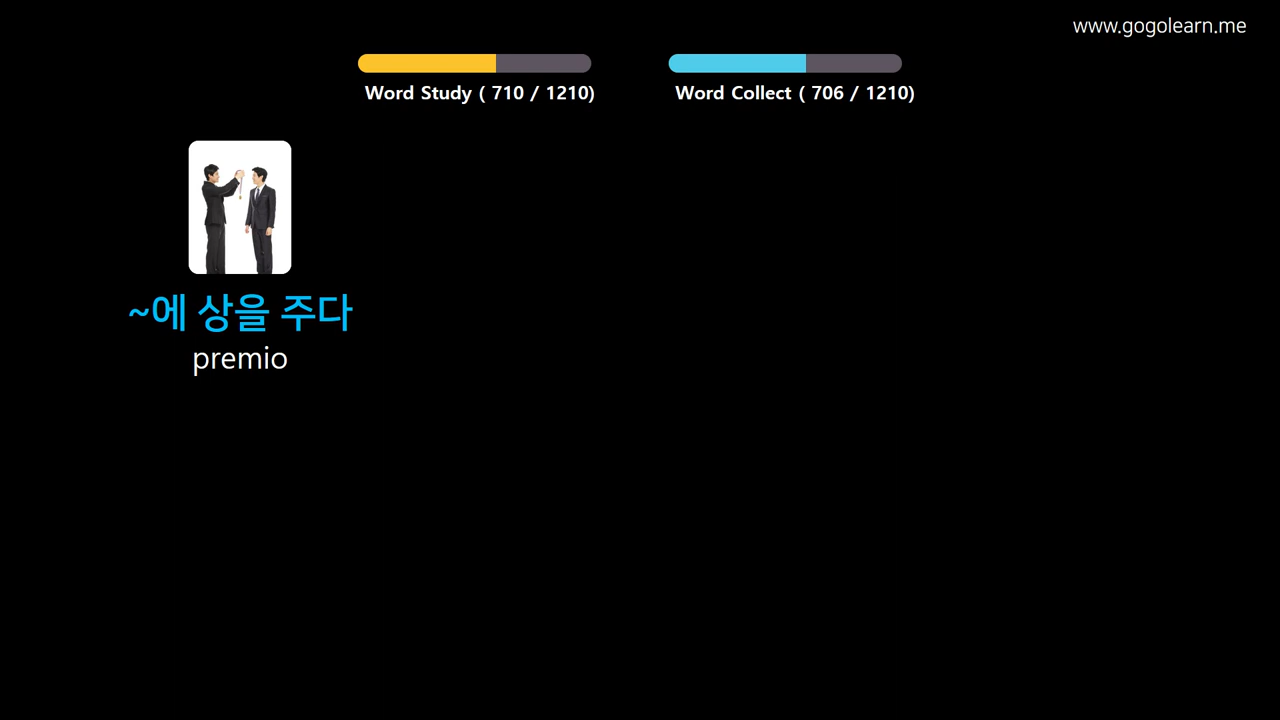 www.gogolearn.me
Word Study ( 710 / 1210)
Word Collect ( 706 / 1210)
~에 상을 주다
premio